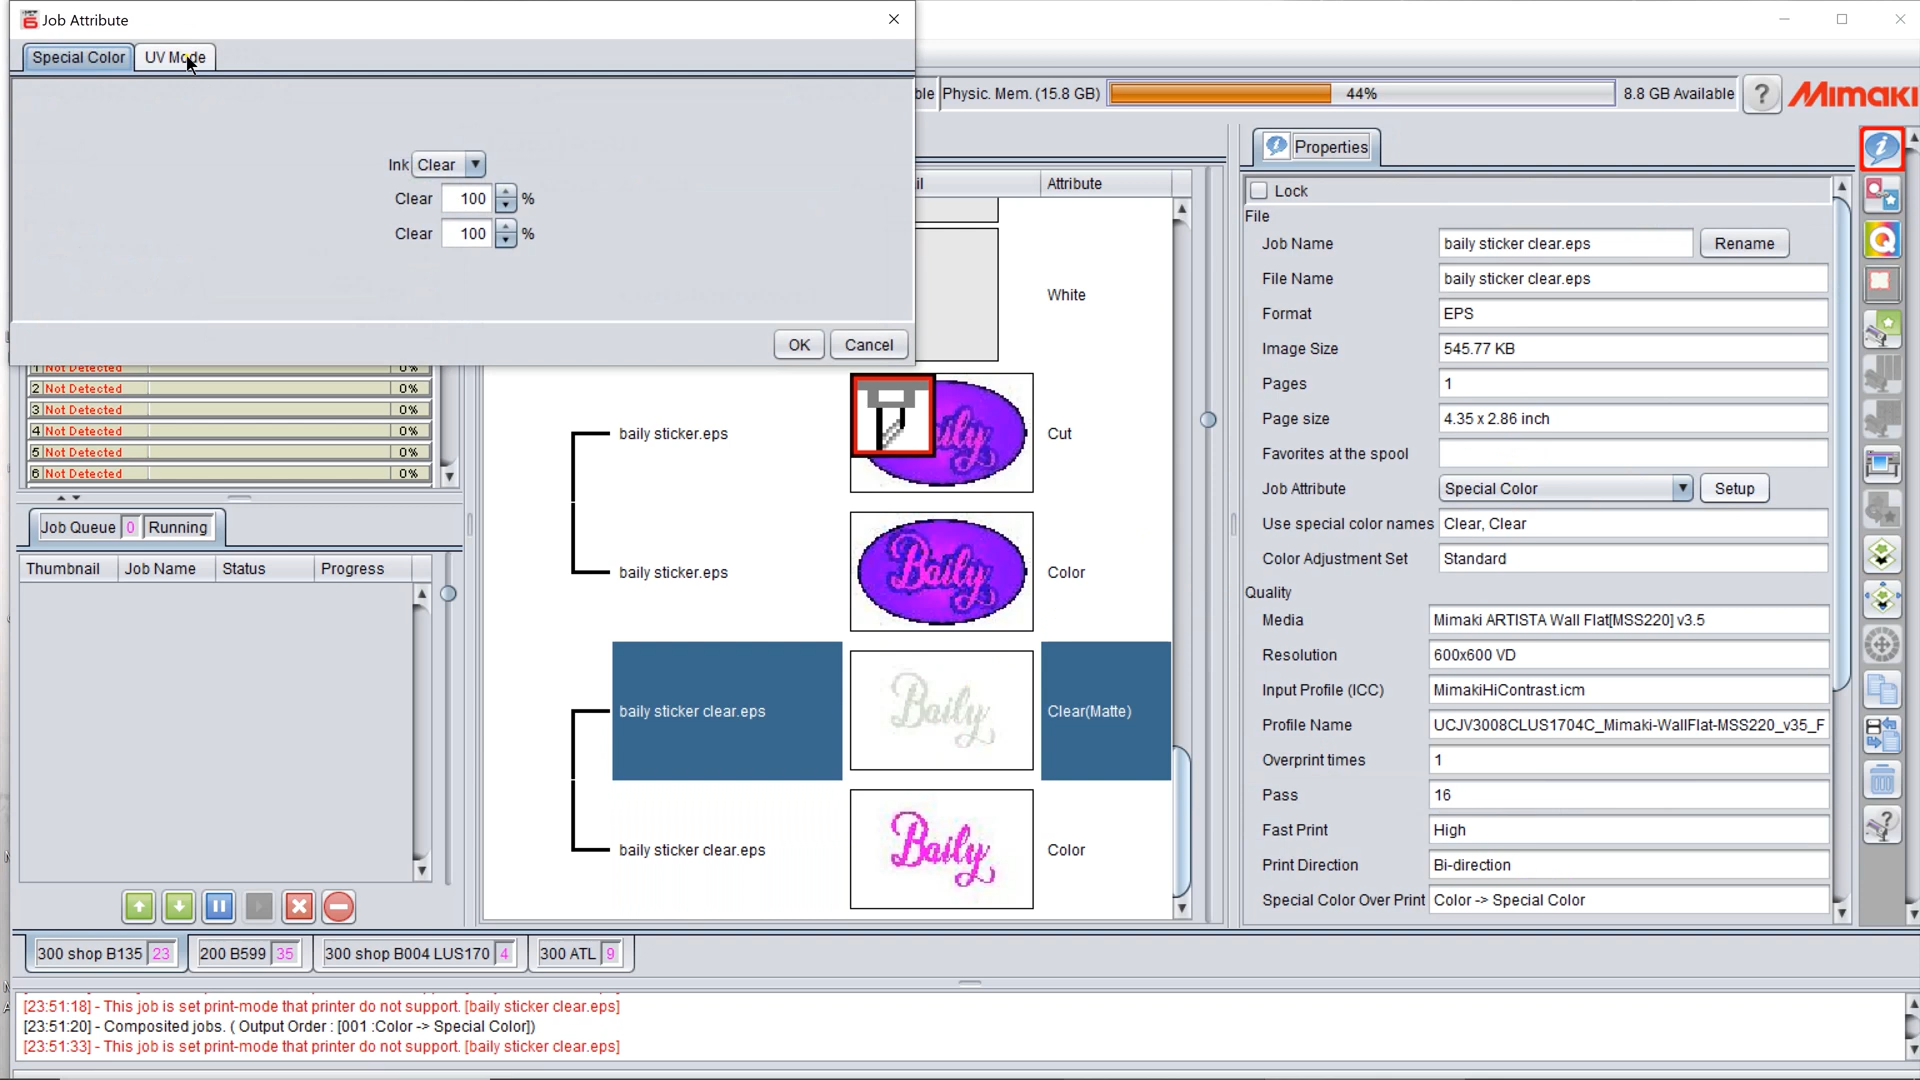 Job Attribute
Special Color
UV Mode
Ink Clear
Clear 100 %
Clear 100 %
OK Cancel
ble Physic. Mem. (15.8 GB) 44% 8.8 GB Available ? Mimaki
Properties
il Attribute
White
baily sticker.eps Cut
baily sticker.eps Color
baily sticker clear.eps Baily Clear(Matte)
baily sticker clear.eps Baily Color
1 Not Detected 0%
2 Not Detected 0%
3 Not Detected 0%
4 Not Detected 0%
5 Not Detected 0%
6 Not Detected 0%
Job Queue 0 Running
Thumbnail Job Name Status Progress
Lock
File
Job Name baily sticker clear.eps Rename
File Name baily sticker clear.eps
Format EPS
Image Size 545.77 KB
Pages 1
Page size 4.35 x 2.86 inch
Favorites at the spool
Job Attribute Special Color Setup
Use special color names Clear, Clear
Color Adjustment Set Standard
Quality
Media Mimaki ARTISTA Wall Flat[MSS220] v3.5
Resolution 600x600 VD
Input Profile (ICC) MimakiHiContrast.icm
Profile Name UCJV3008CLUS1704C_Mimaki-WallFlat-MSS220_v35_F
Overprint times 1
Pass 16
Fast Print High
Print Direction Bi-direction
Special Color Over Print Color -> Special Color
300 shop B135 23 200 B599 35 300 shop B004 LUS170 4 300 ATL 9
[23:51:18] - This job is set print-mode that printer do not support. [baily sticker clear.eps]
[23:51:20] - Composited jobs. ( Output Order : [001 :Color -> Special Color])
[23:51:33] - This job is set print-mode that printer do not support. [baily sticker clear.eps]